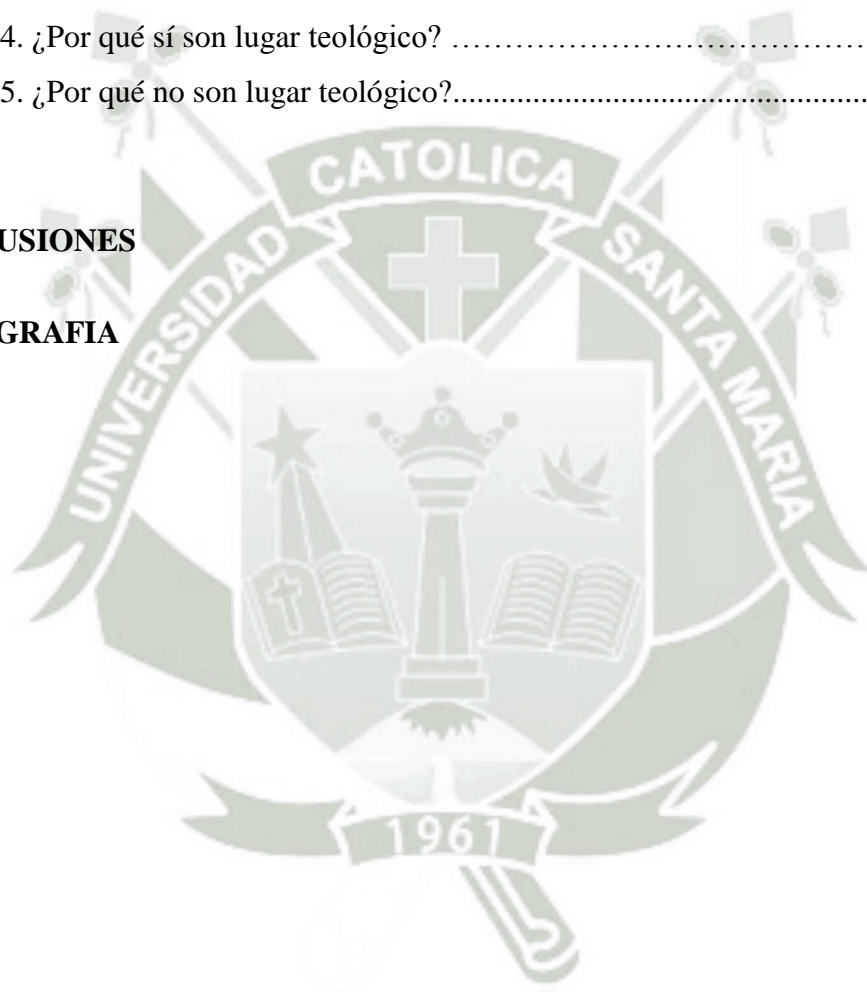 4. ¿Por qué sí son lugar teológico? ……………………………………
5. ¿Por qué no son lugar teológico?....................................................
USIONES
GRAFIA
UNIVERSIDAD CATOLICA SANTA MARIA
1961